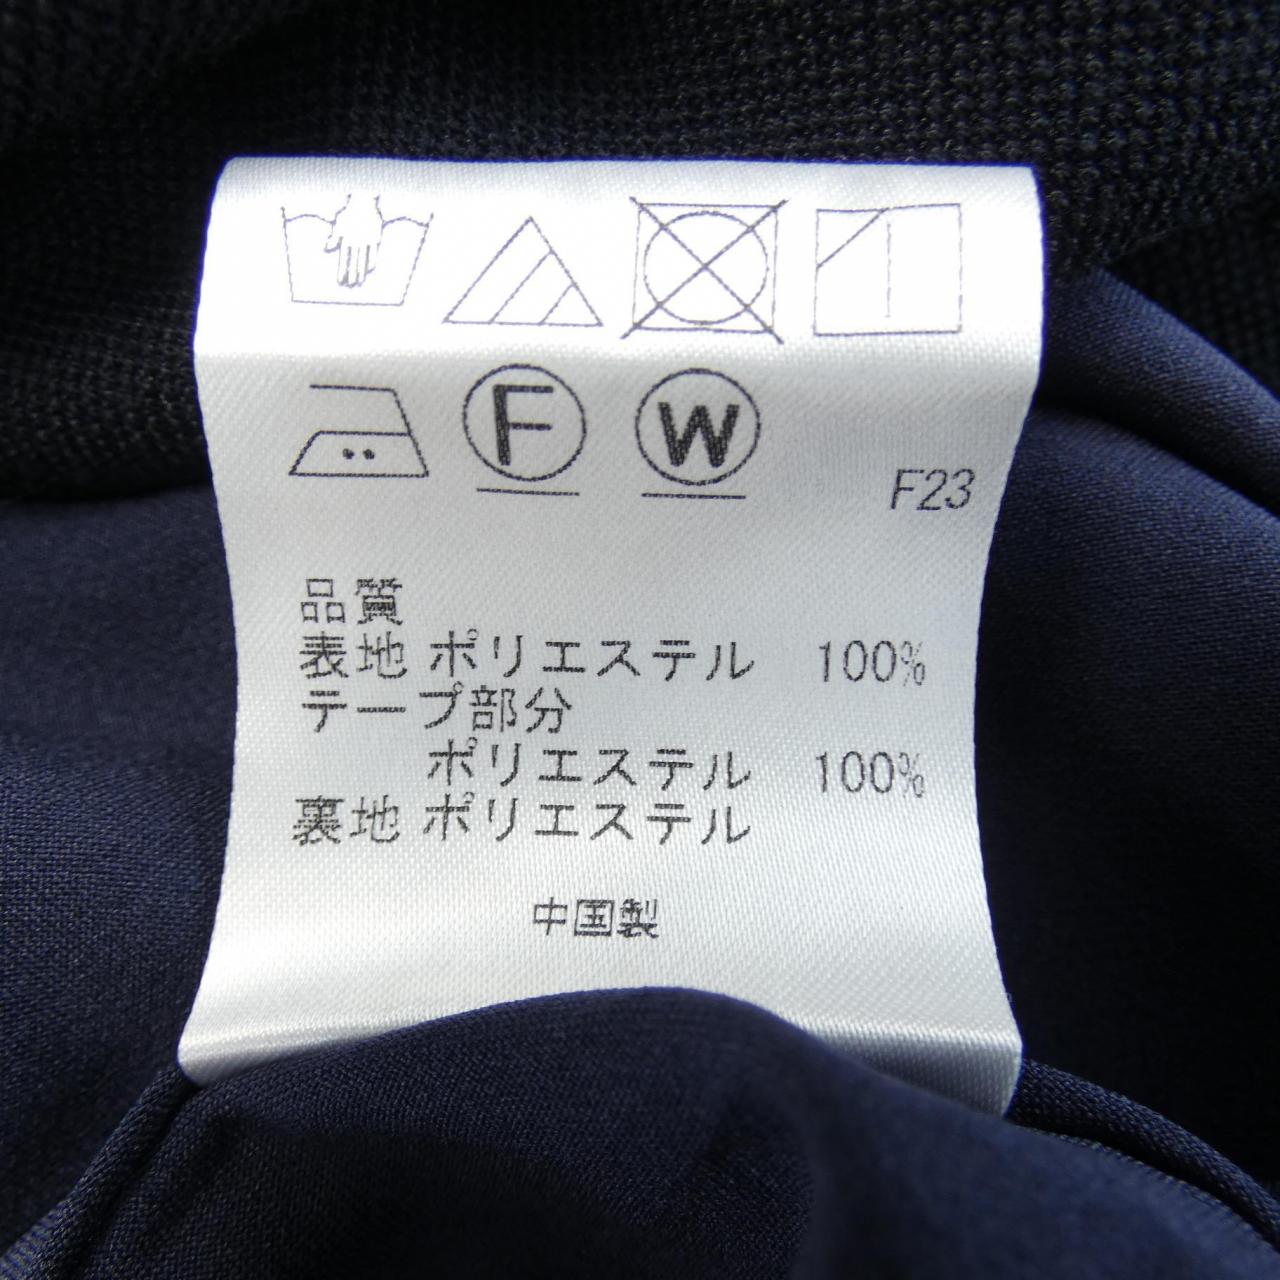 F W
F23
品質
表地 ポリエステル 100%
テープ部分
ポリエステル 100%
裏地 ポリエステル
中国製